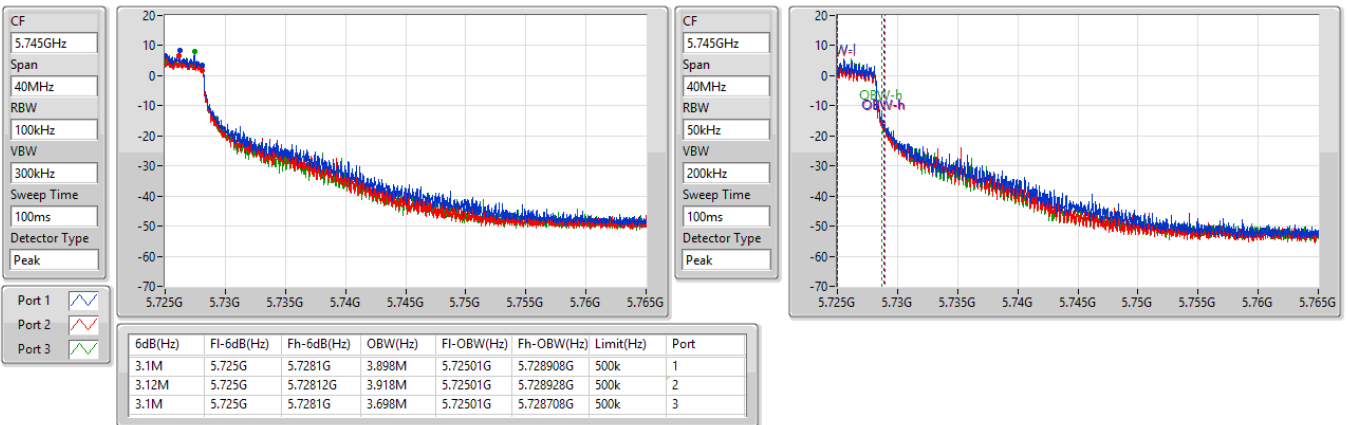 CF
5.745GHz
Span
40MHz
RBW
100kHz
VBW
300kHz
Sweep Time
100ms
Detector Type
Peak
20
10
0
-10
-20
-30
-40
-50
-60
-70
5.725G 5.73G 5.735G 5.74G 5.745G 5.75G 5.755G 5.76G 5.765G
CF
5.745GHz
Span
40MHz
RBW
50kHz
VBW
200kHz
Sweep Time
100ms
Detector Type
Peak
20
10
0
-10
-20
-30
-40
-50
-60
-70
W-l
OBW-h
OBW-h
5.725G 5.73G 5.735G 5.74G 5.745G 5.75G 5.755G 5.76G 5.765G
Port 1
Port 2
Port 3
6dB(Hz) Fl-6dB(Hz) Fh-6dB(Hz) OBW(Hz) Fl-OBW(Hz) Fh-OBW(Hz) Limit(Hz) Port
3.1M 5.725G 5.7281G 3.898M 5.72501G 5.728908G 500k 1
3.12M 5.725G 5.72812G 3.918M 5.72501G 5.728928G 500k 2
3.1M 5.725G 5.7281G 3.698M 5.72501G 5.728708G 500k 3